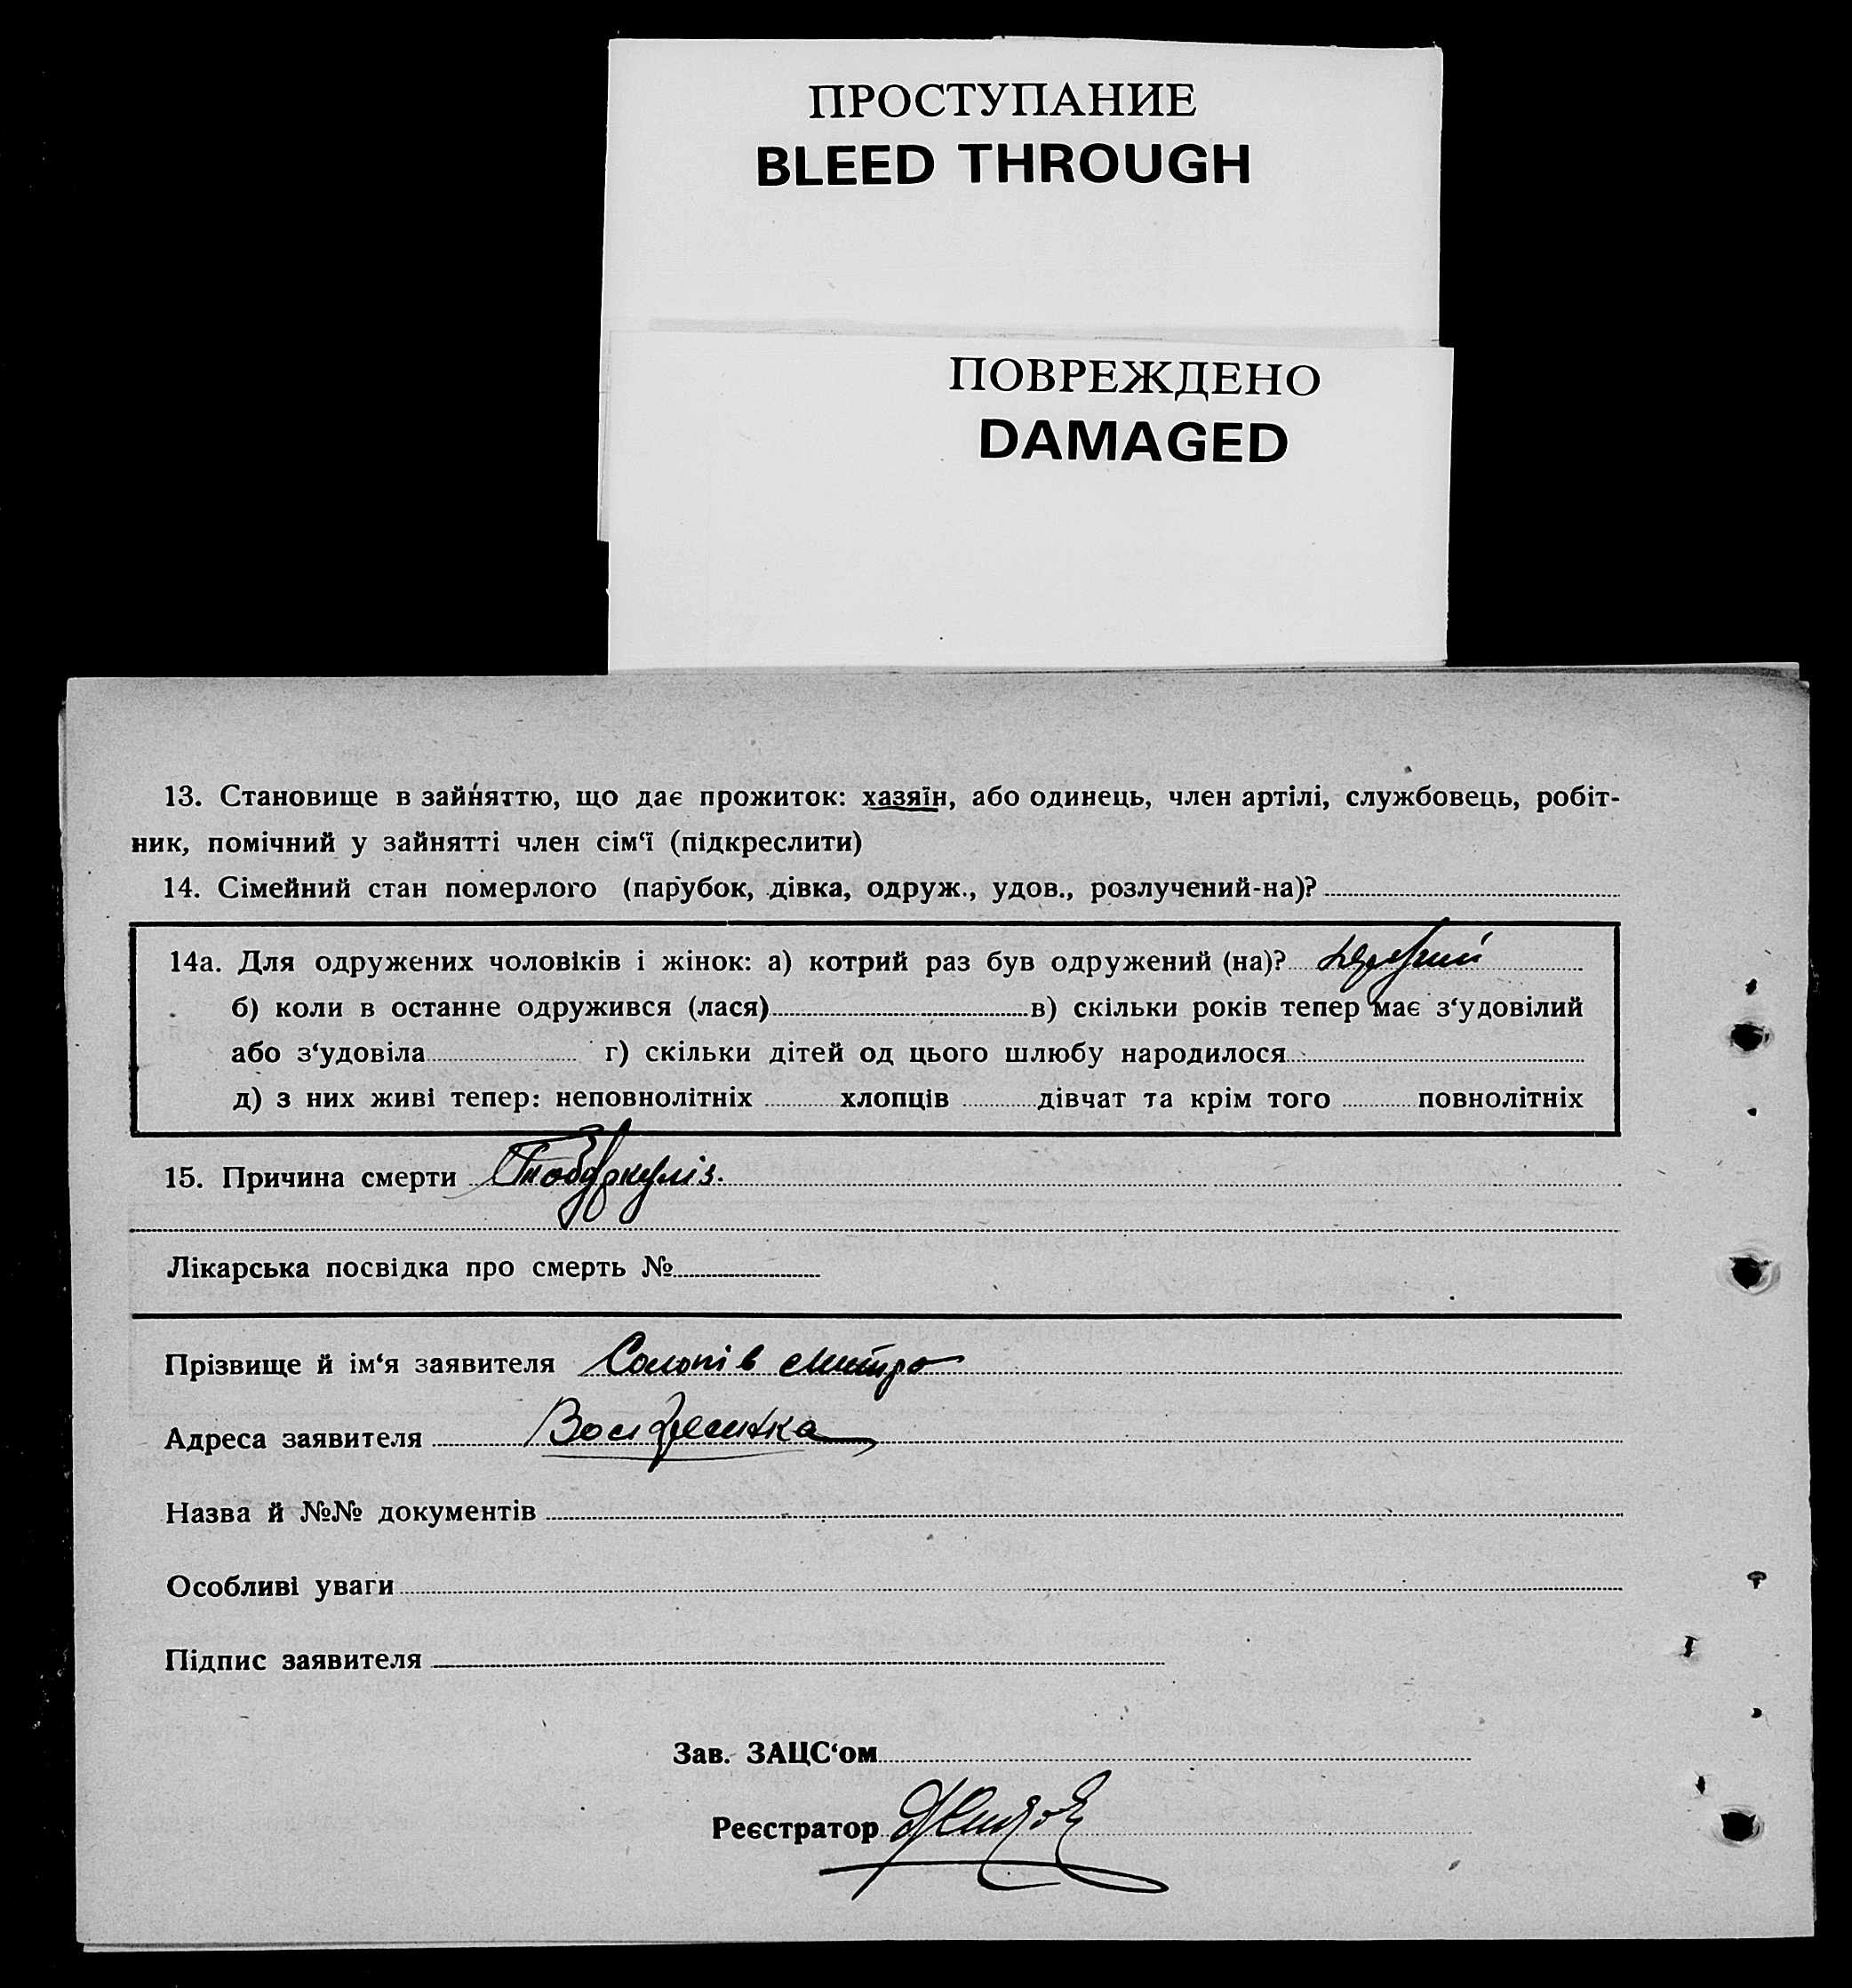 ПРОСТУПАНИЕ
BLEED THROUGH
ПОВРЕЖДЕНО
DAMAGED
13. Становище в зайняттю, що дає прожиток: хазяїн, або одинець, член артілі, службовець, робіт-
ник, помічний у зайнятті член сім‘ї (підкреслити)
14. Сімейний стан померлого (парубок, дівка, одруж., удов., розлучений-на)?
14а. Для одружених чоловіків і жінок: а) котрий раз був одружений (на)?
б) коли в останне одружився (лася) в) скільки років тепер має з‘удовілий
або з‘удовіла г) скільки дітей од цього шлюбу народилося
д) з них живі тепер: неповнолітніх хлопців дівчат та крім того повнолітніх
15. Причина смерти Тобуркуліз.
Лікарська посвідка про смерть №
Прізвище й ім‘я заявителя Дмитро
Адреса заявителя
Назва й №№ документів
Особливі уваги
Підпис заявителя
Зав. ЗАЦС‘ом
Реєстратор